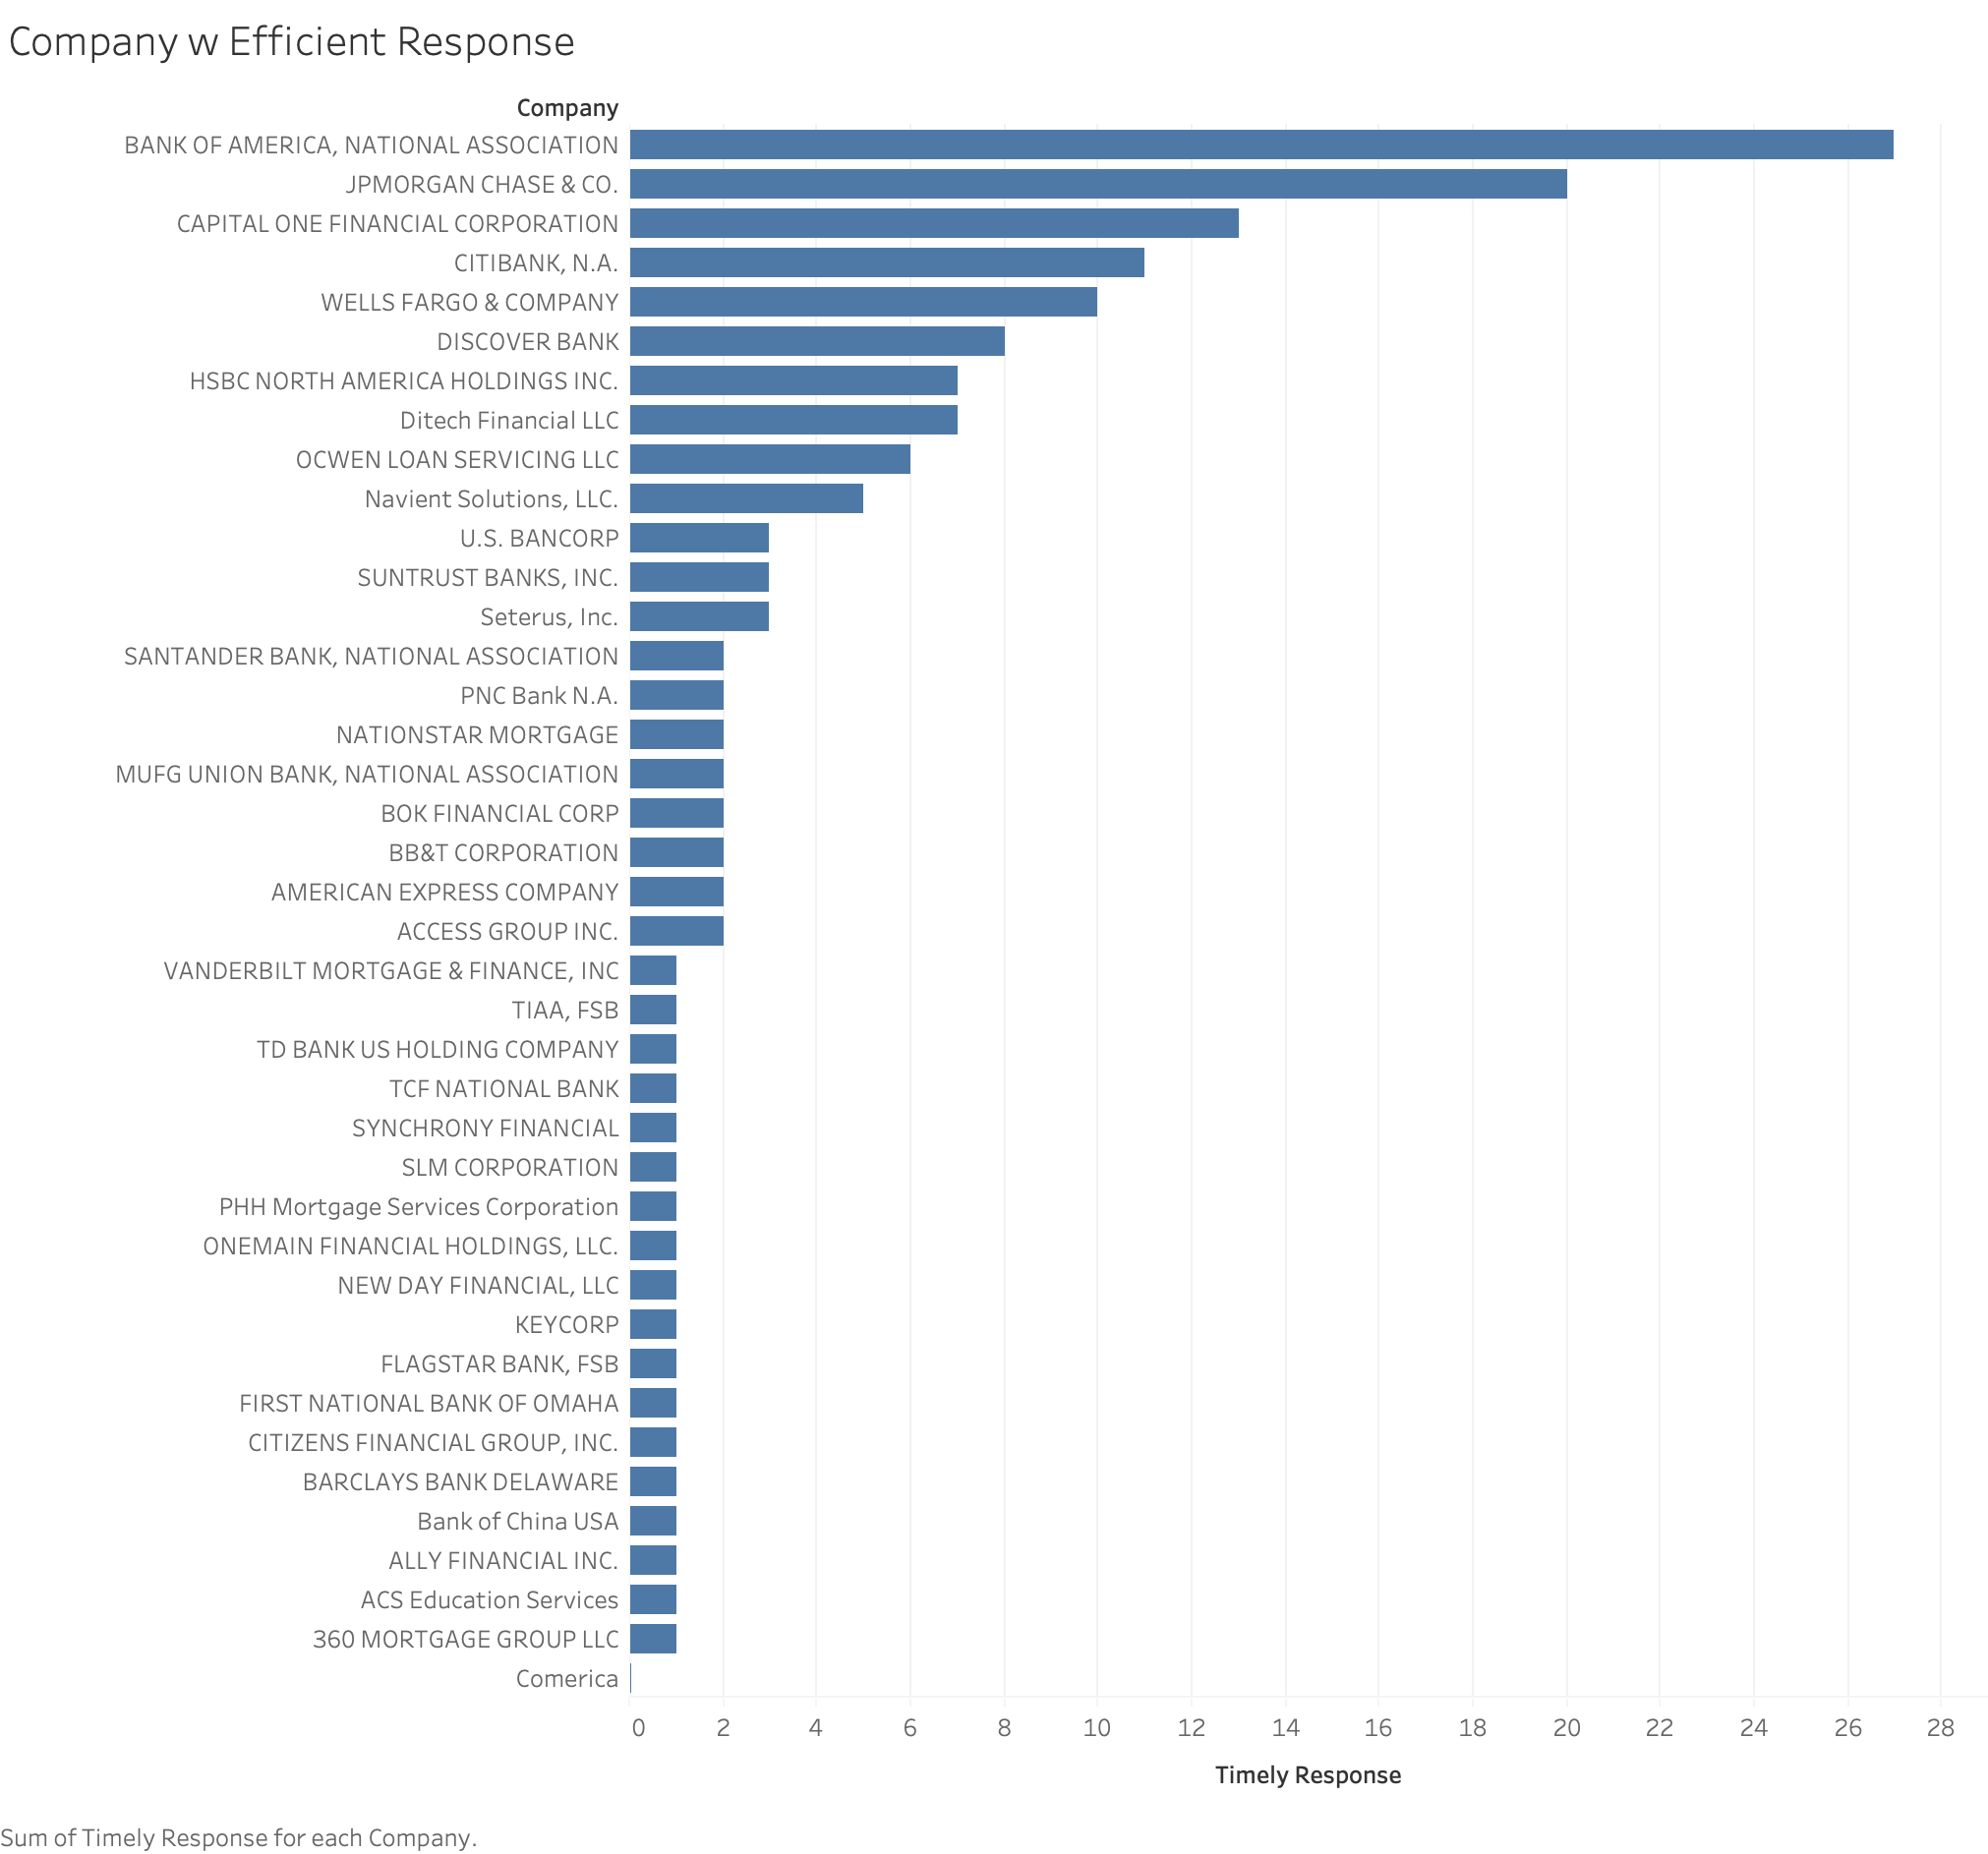 Company w Efficient Response
Company
BANK OF AMERICA, NATIONAL ASSOCIATION
JPMORGAN CHASE & CO.
CAPITAL ONE FINANCIAL CORPORATION
CITIBANK, N.A.
WELLS FARGO & COMPANY
DISCOVER BANK
HSBC NORTH AMERICA HOLDINGS INC.
Ditech Financial LLC
OCWEN LOAN SERVICING LLC
Navient Solutions, LLC.
U.S. BANCORP
SUNTRUST BANKS, INC.
Seterus, Inc.
SANTANDER BANK, NATIONAL ASSOCIATION
PNC Bank N.A.
NATIONSTAR MORTGAGE
MUFG UNION BANK, NATIONAL ASSOCIATION
BOK FINANCIAL CORP
BB&T CORPORATION
AMERICAN EXPRESS COMPANY
ACCESS GROUP INC.
VANDERBILT MORTGAGE & FINANCE, INC
TIAA, FSB
TD BANK US HOLDING COMPANY
TCF NATIONAL BANK
SYNCHRONY FINANCIAL
SLM CORPORATION
PHH Mortgage Services Corporation
ONEMAIN FINANCIAL HOLDINGS, LLC.
NEW DAY FINANCIAL, LLC
KEYCORP
FLAGSTAR BANK, FSB
FIRST NATIONAL BANK OF OMAHA
CITIZENS FINANCIAL GROUP, INC.
BARCLAYS BANK DELAWARE
Bank of China USA
ALLY FINANCIAL INC.
ACS Education Services
360 MORTGAGE GROUP LLC
Comerica
0 2 4 6 8 10 12 14 16 18 20 22 24 26 28
Timely Response
Sum of Timely Response for each Company.